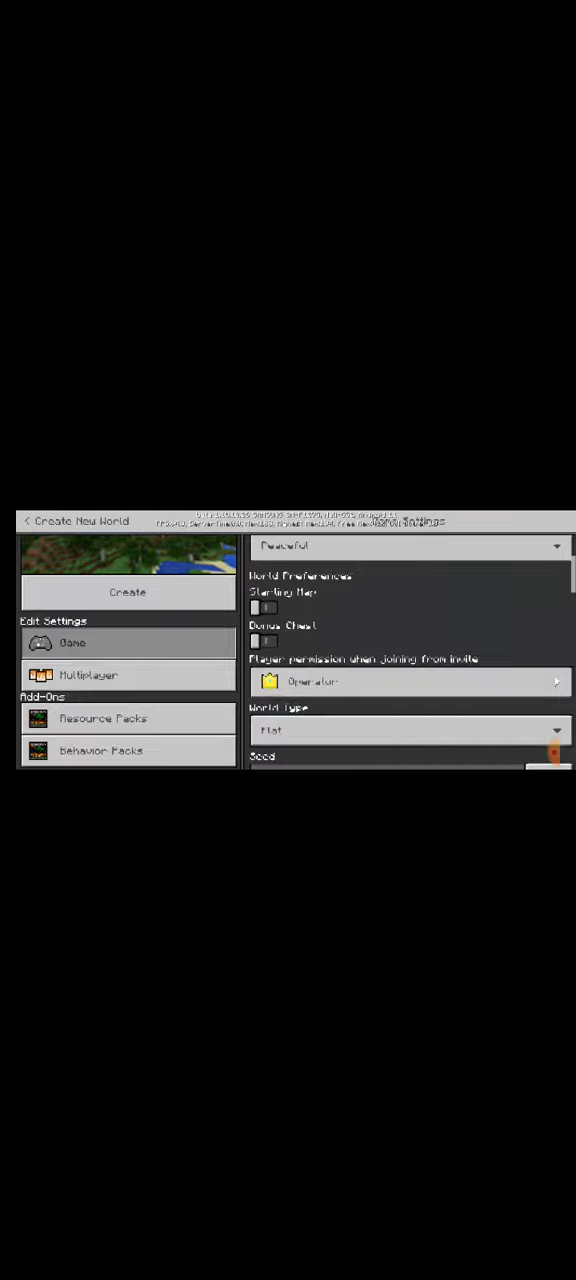 Create New World
Settings
Peaceful
Create
World Preferences
Starting Map
Edit Settings
Game
Bonus Chest
Player permission when joining from invite
Multiplayer
Operator
Add-Ons
World Type
Resource Packs
Flat
Behavior Packs
Seed